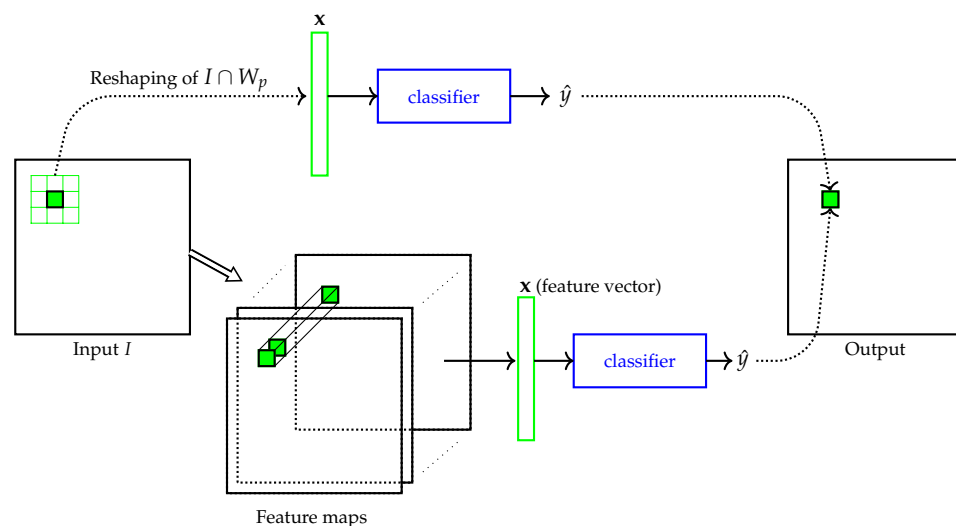 x
Reshaping of I ∩ W_p
classifier
ŷ
x (feature vector)
Input I
classifier
ŷ
Output
Feature maps